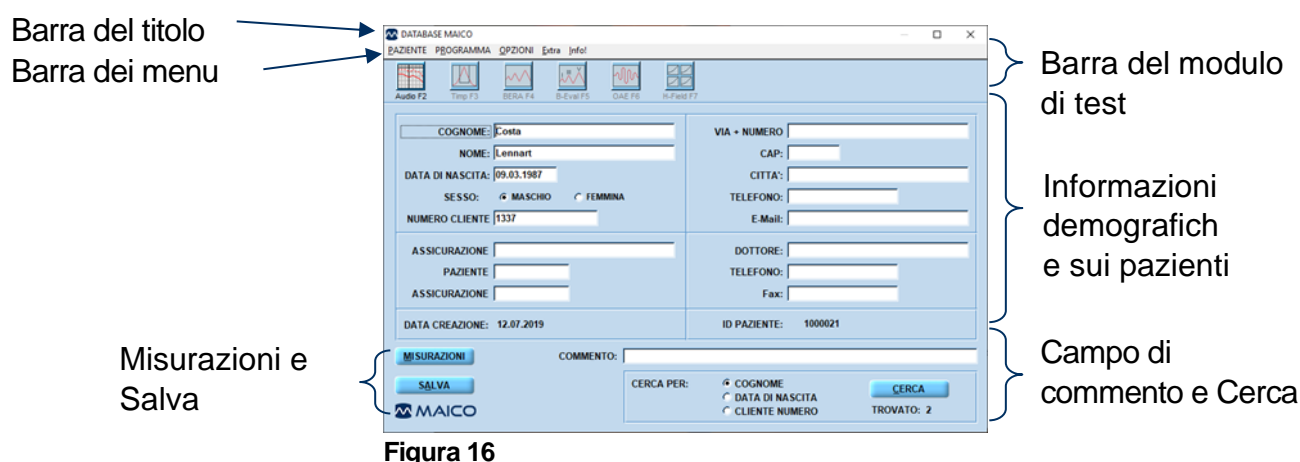 Barra del titolo
Barra dei menu
DATABASE MAICO
PAZIENTE PROGRAMMA OPZIONI Extra Info!
Audio F2 Timp F3 BERA F4 B-Eval F5 OAE F6 H-Field F7
Barra del modulo
di test
COGNOME: Costa
NOME: Lennart
DATA DI NASCITA: 09.03.1987
SESSO: MASCHIO FEMMINA
NUMERO CLIENTE 1337
VIA + NUMERO
CAP:
CITTA':
TELEFONO:
E-Mail:
Informazioni
demografich
e sui pazienti
ASSICURAZIONE
PAZIENTE
ASSICURAZIONE
DOTTORE:
TELEFONO:
Fax:
DATA CREAZIONE: 12.07.2019
ID PAZIENTE: 1000021
Misurazioni e
Salva
MISURAZIONI
SALVA
MAICO
COMMENTO:
CERCA PER: COGNOME
DATA DI NASCITA
CLIENTE NUMERO
CERCA
TROVATO: 2
Campo di
commento e Cerca
Figura 16